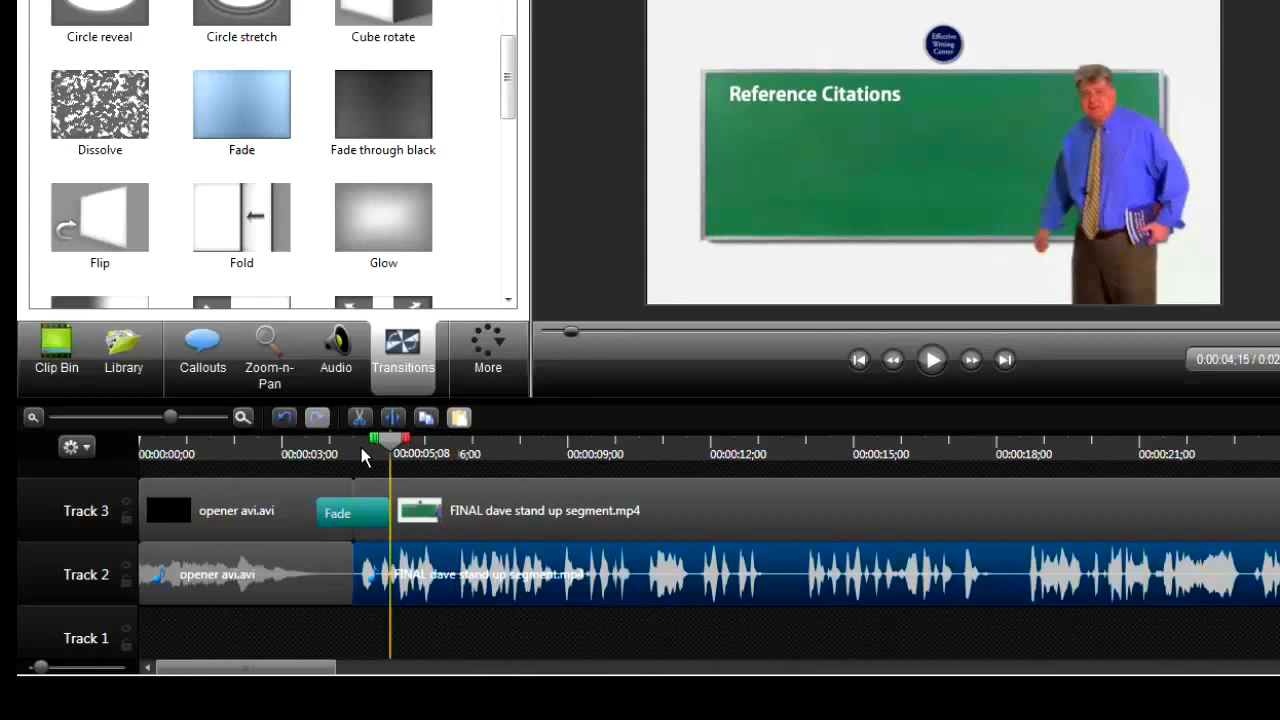 Circle reveal
Circle stretch
Cube rotate
Dissolve
Fade
Fade through black
Flip
Fold
Glow
Effective
Writing
Center
Reference Citations
Clip Bin
Library
Callouts
Zoom-n-
Pan
Audio
Transitions
More
0:00:04;15 / 0:02
00:00:00;00
00:00:03;00
00:00:05;08
6;00
00:00:09;00
00:00:12;00
00:00:15;00
00:00:18;00
00:00:21;00
Track 3
opener avi.avi
Fade
FINAL dave stand up segment.mp4
Track 2
opener avi.avi
FINAL dave stand up segment.mp4
Track 1